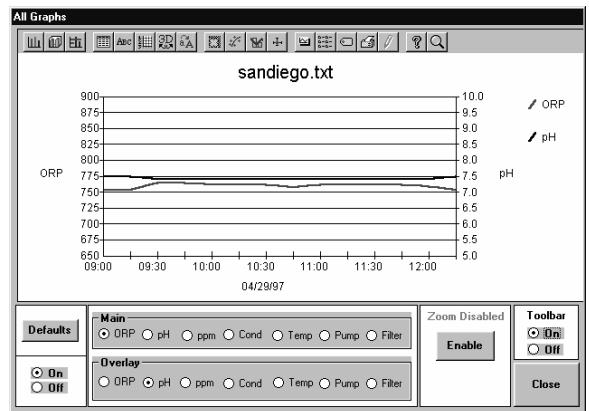 All Graphs
ABC 3D A A
sandiego.txt
900 10.0
875 9.5
850 9.0
825 8.5
800 8.0
775 7.5
750 7.0
725 6.5
700 6.0
675 5.5
650 5.0
ORP
pH
ORP
pH
09:00 09:30 10:00 10:30 11:00 11:30 12:00
04/29/97
Defaults
On
Off
Main
ORP pH ppm Cond Temp Pump Filter
Overlay
ORP pH ppm Cond Temp Pump Filter
Zoom Disabled
Enable
Toolbar
On
Off
Close